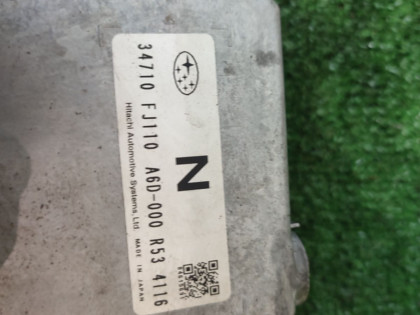 34710 FJ110 A6D-000 R53 4116
N
Hitachi Automotive Systems, Ltd. MADE IN JAPAN